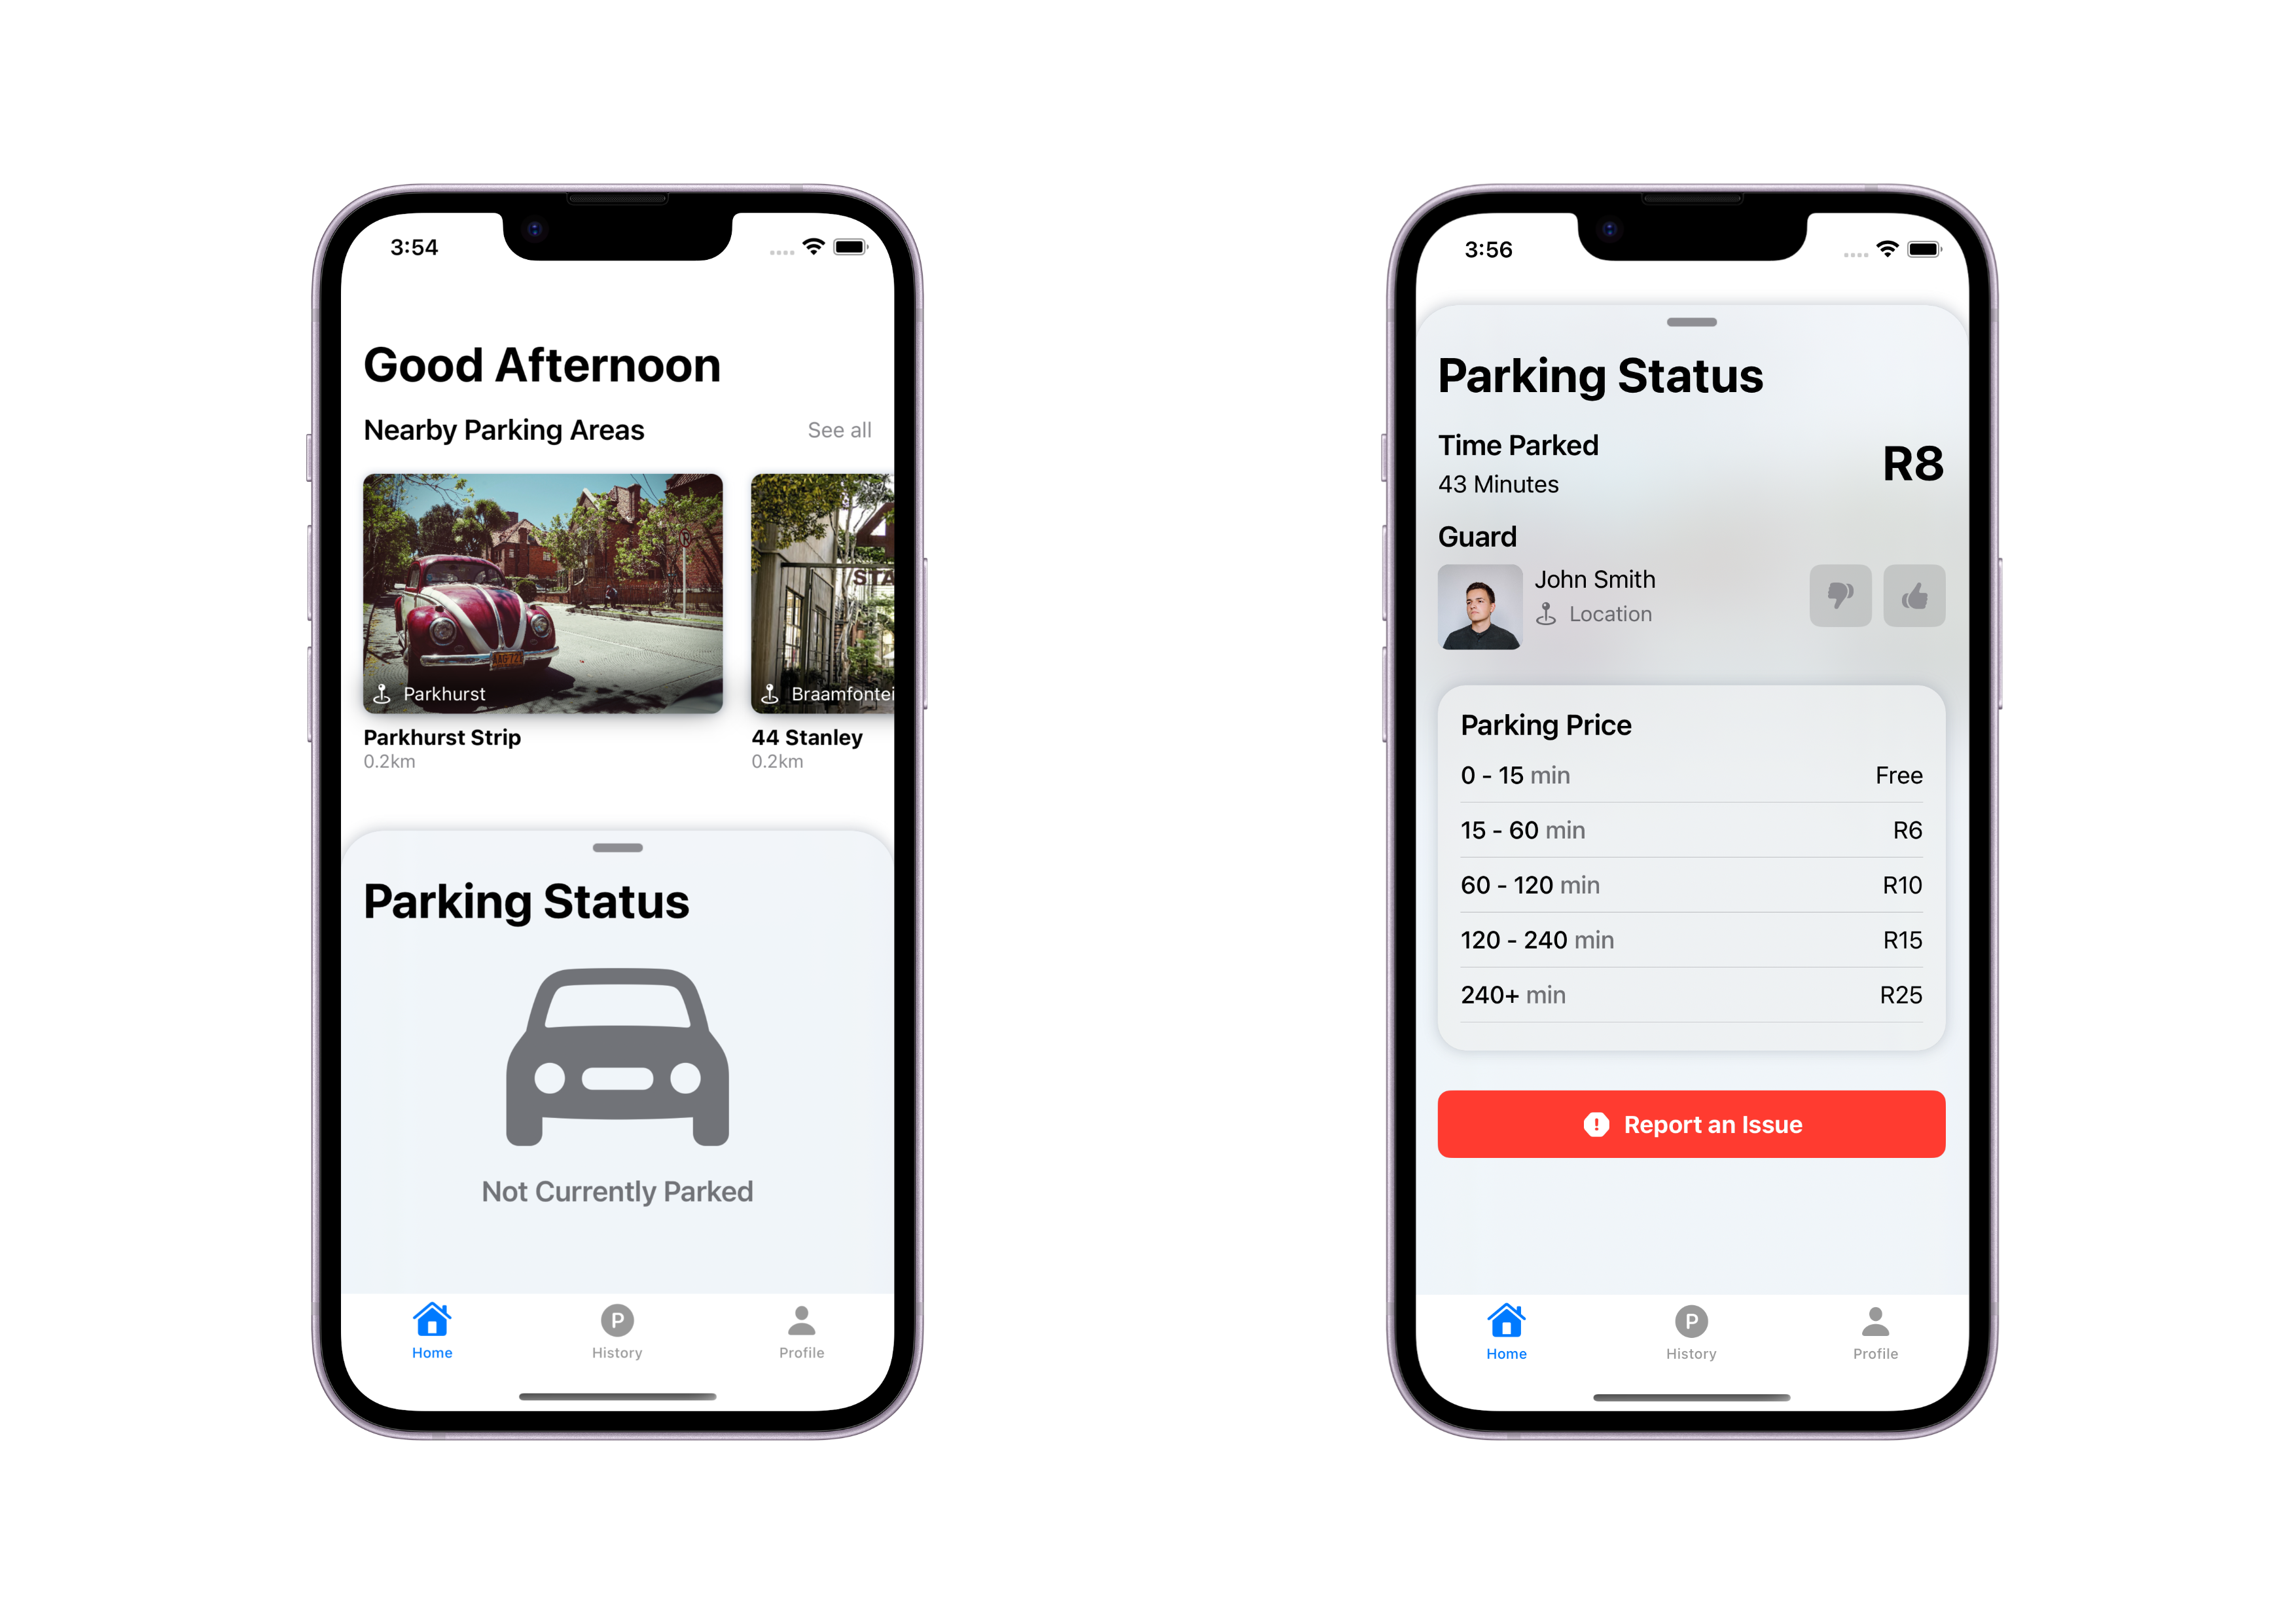 3:54
Good Afternoon
Nearby Parking Areas
See all
Parkhurst
Braamfontei
Parkhurst Strip
0.2km
44 Stanley
0.2km
Parking Status
Not Currently Parked
Home
P
History
Profile
3:56
Parking Status
Time Parked
43 Minutes
R8
Guard
John Smith
Location
Parking Price
0 - 15 min Free
15 - 60 min R6
60 - 120 min R10
120 - 240 min R15
240+ min R25
Report an Issue
Home
P
History
Profile